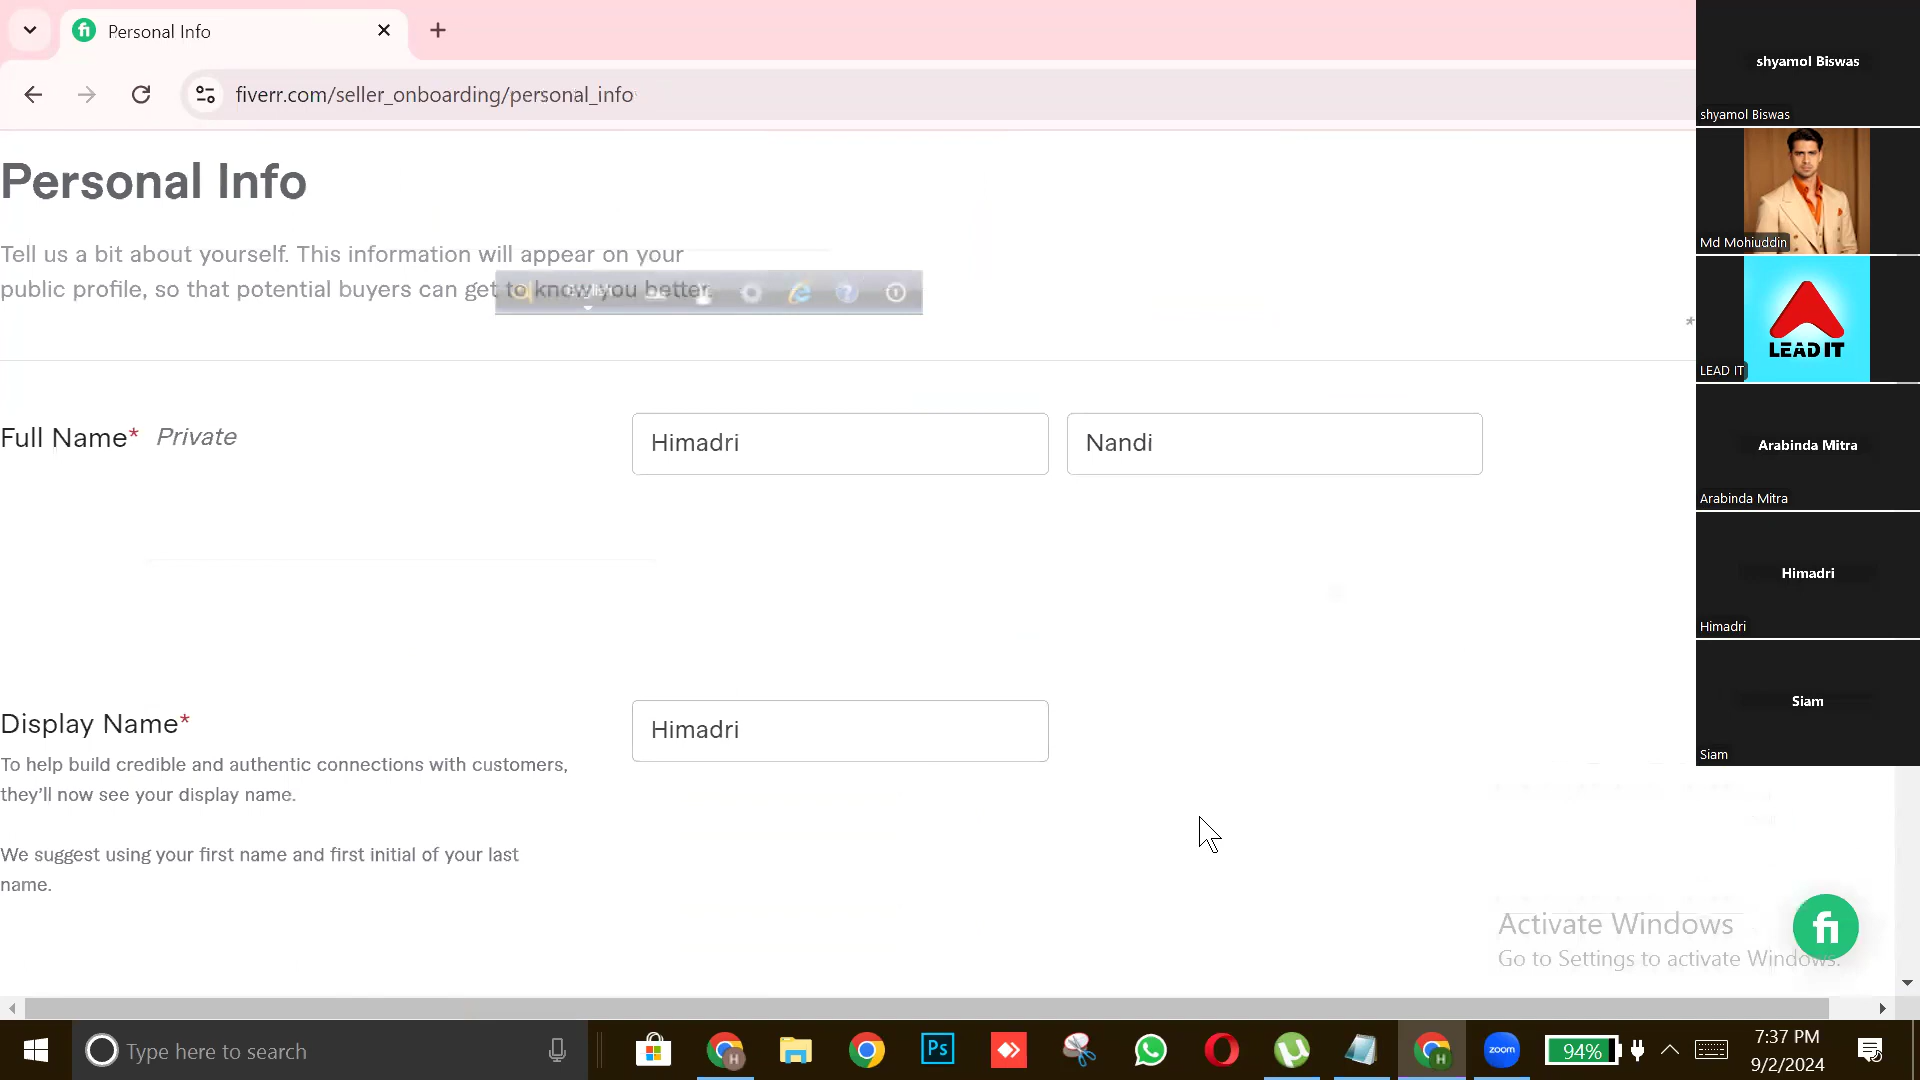 Personal Info
fiverr.com/seller_onboarding/personal_info
Personal Info
Tell us a bit about yourself. This information will appear on your
public profile, so that potential buyers can get to know you better.
*
Full Name* Private
Himadri
Nandi
Display Name*
To help build credible and authentic connections with customers,
they'll now see your display name.
We suggest using your first name and first initial of your last
name.
Himadri
shyamol Biswas
shyamol Biswas
Md Mohiuddin
LEAD IT
LEAD IT
Arabinda Mitra
Arabinda Mitra
Himadri
Himadri
Siam
Siam
Activate Windows
Go to Settings to activate Windows.
fi
Type here to search
H
Ps
H
zoom
94%
7:37 PM
9/2/2024